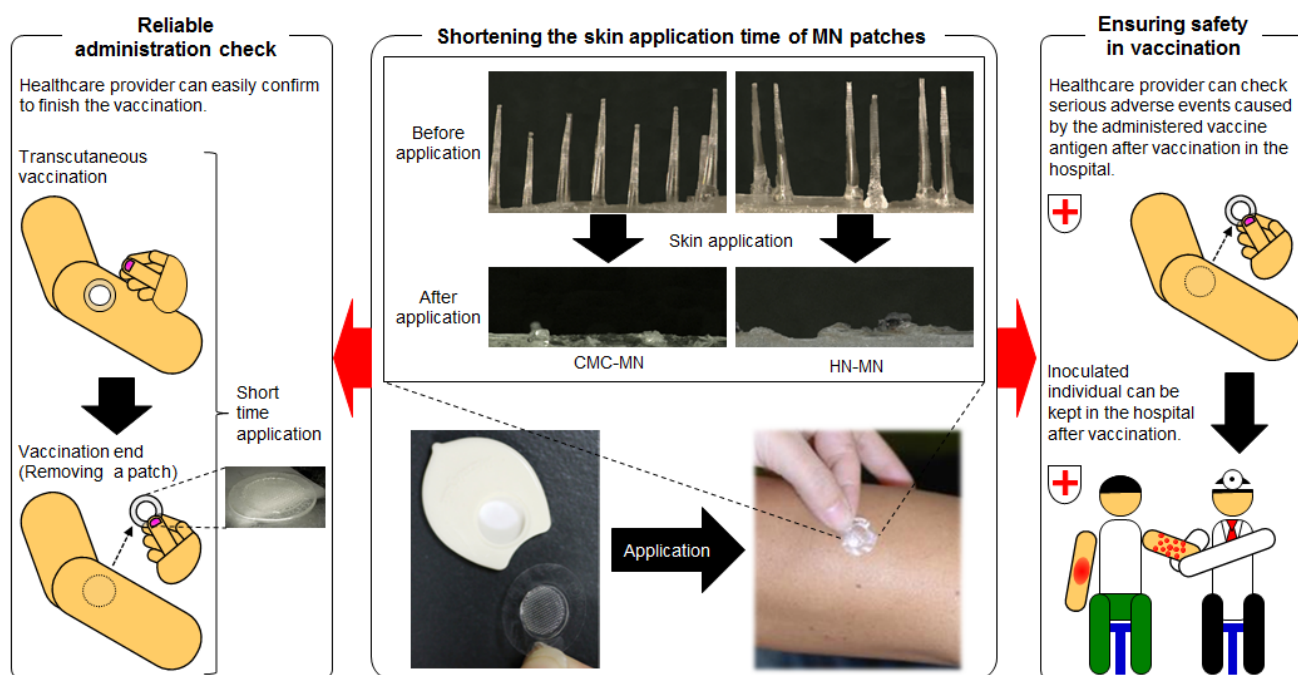 Reliable
administration check
Healthcare provider can easily confirm
to finish the vaccination.
Transcutaneous
vaccination
Short
time
application
Vaccination end
(Removing a patch)
Shortening the skin application time of MN patches
Before
application
Skin application
After
application
CMC-MN
HN-MN
Application
Ensuring safety
in vaccination
Healthcare provider can check
serious adverse events caused
by the administered vaccine
antigen after vaccination in the
hospital.
Inoculated
individual can be
kept in the hospital
after vaccination.